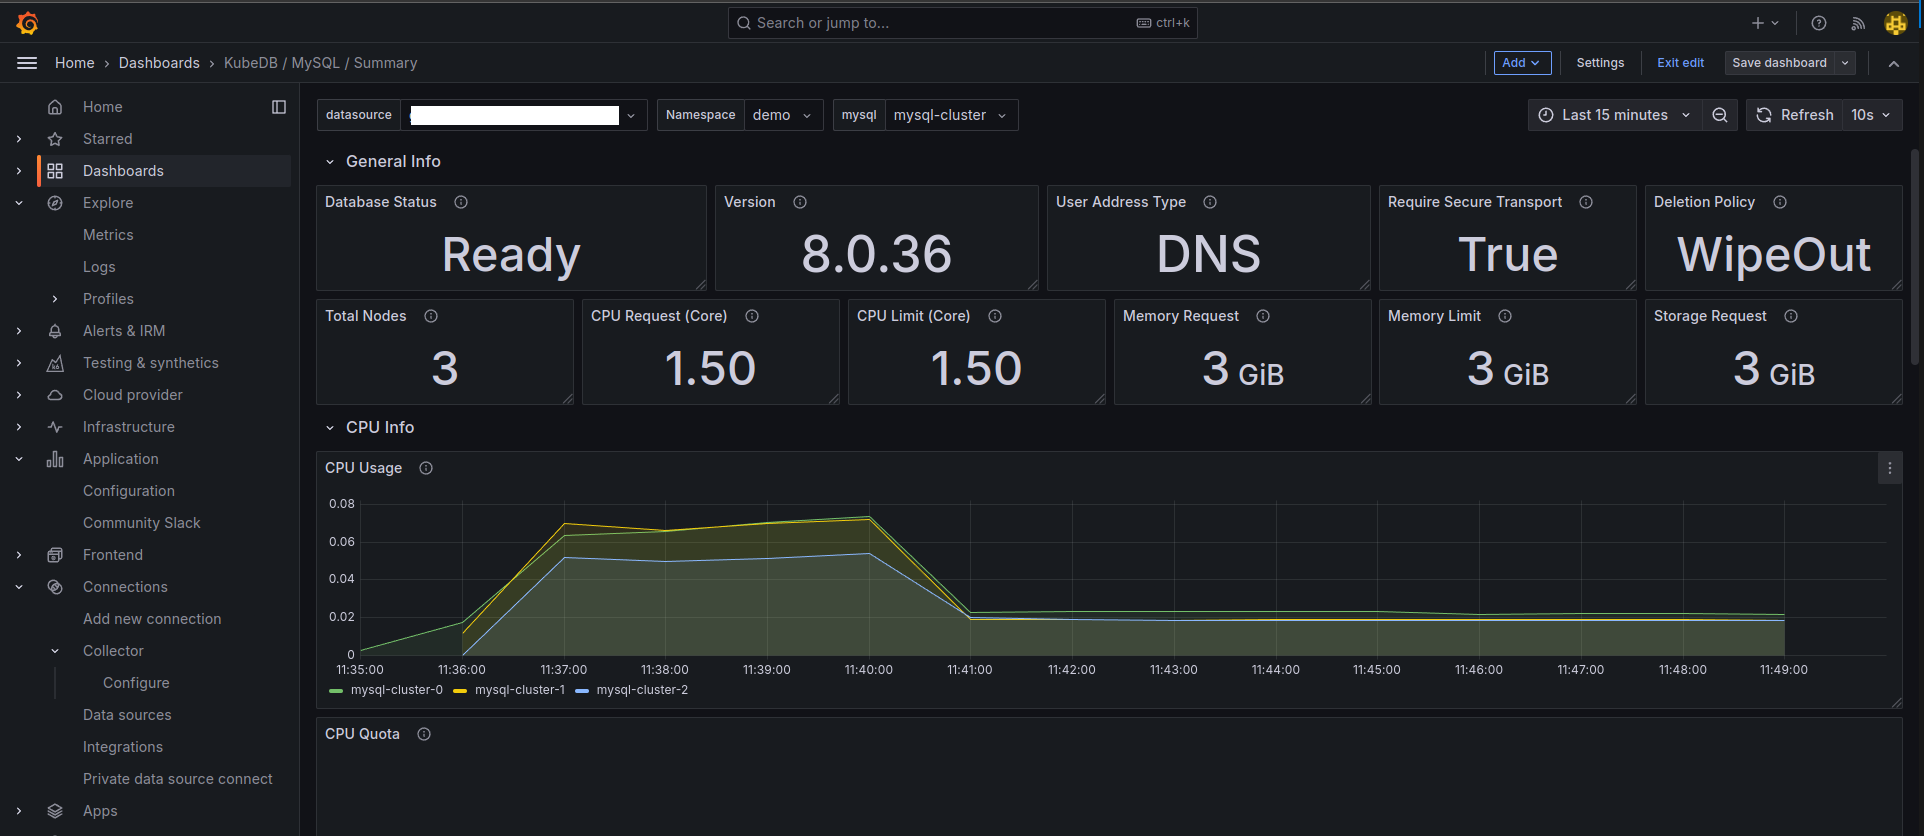 Search or jump to...
ctrl+k
Home › Dashboards › KubeDB / MySQL / Summary
Add
Settings
Exit edit
Save dashboard
Home
Starred
Dashboards
Explore
Metrics
Logs
Profiles
Alerts & IRM
Testing & synthetics
Cloud provider
Infrastructure
Application
Configuration
Community Slack
Frontend
Connections
Add new connection
Collector
Configure
Data sources
Integrations
Private data source connect
Apps
datasource
Namespace demo
mysql mysql-cluster
Last 15 minutes
Refresh 10s
General Info
Database Status
Ready
Version
8.0.36
User Address Type
DNS
Require Secure Transport
True
Deletion Policy
WipeOut
Total Nodes
3
CPU Request (Core)
1.50
CPU Limit (Core)
1.50
Memory Request
3 GiB
Memory Limit
3 GiB
Storage Request
3 GiB
CPU Info
CPU Usage
0.08
0.06
0.04
0.02
0
11:35:00 11:36:00 11:37:00 11:38:00 11:39:00 11:40:00 11:41:00 11:42:00 11:43:00 11:44:00 11:45:00 11:46:00 11:47:00 11:48:00 11:49:00
mysql-cluster-0 mysql-cluster-1 mysql-cluster-2
CPU Quota